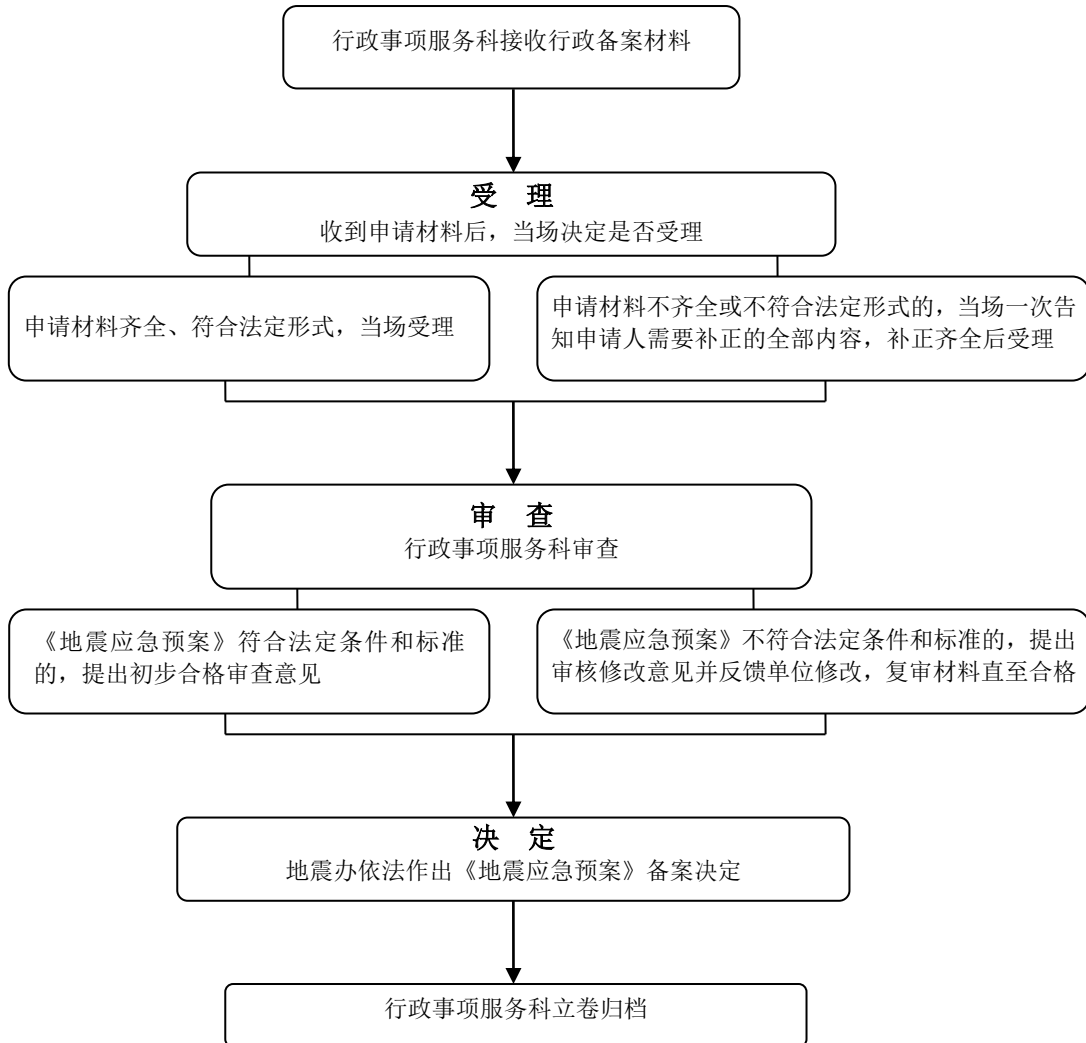 行政事项服务科接收行政备案材料
受 理
收到申请材料后，当场决定是否受理
申请材料齐全、符合法定形式，当场受理
申请材料不齐全或不符合法定形式的，当场一次告
知申请人需要补正的全部内容，补正齐全后受理
审 查
行政事项服务科审查
《地震应急预案》符合法定条件和标准
的，提出初步合格审查意见
《地震应急预案》不符合法定条件和标准的，提出
审核修改意见并反馈单位修改，复审材料直至合格
决 定
地震办依法作出《地震应急预案》备案决定
行政事项服务科立卷归档